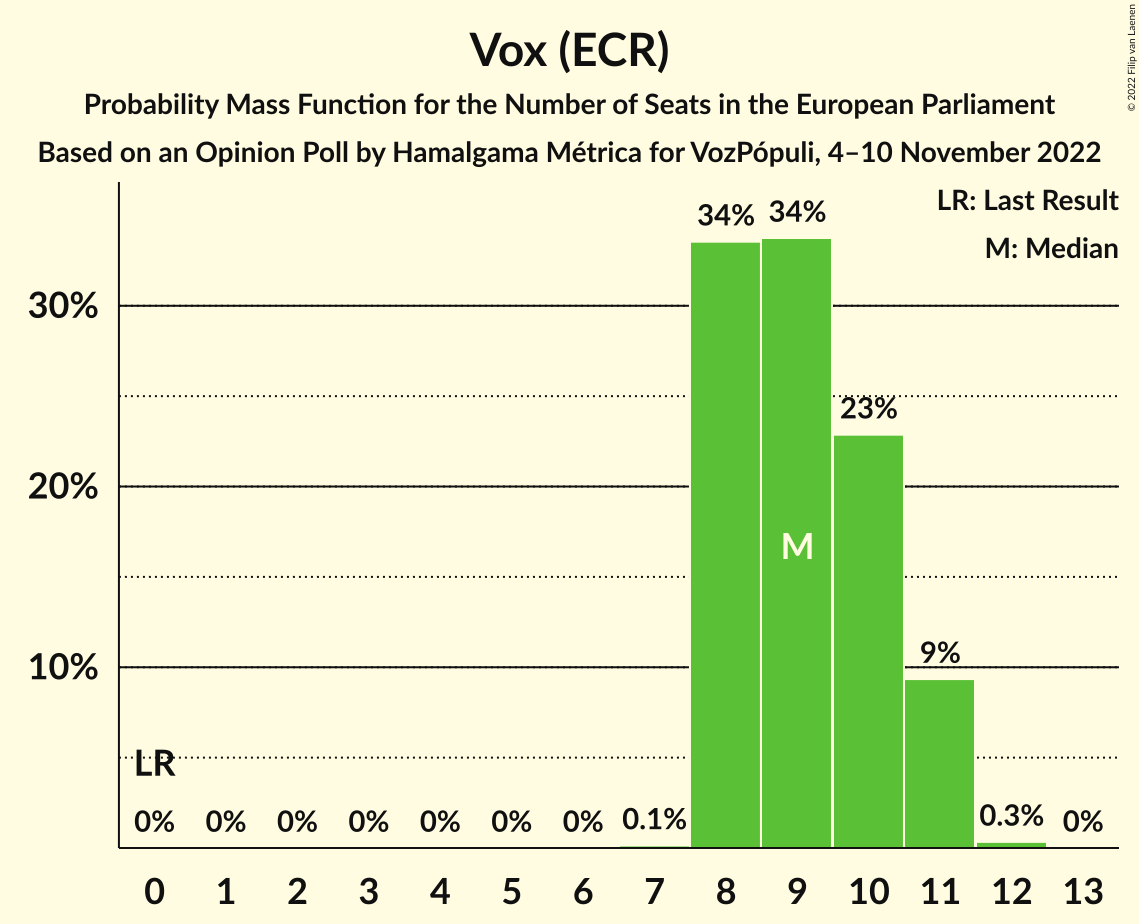 Vox (ECR)
Probability Mass Function for the Number of Seats in the European Parliament
Based on an Opinion Poll by Hamalgama Métrica for VozPópuli, 4–10 November 2022
© 2022 Filip van Laenen
LR: Last Result
M: Median
34% 34%
30%
23%
20%
M
9%
10%
LR
0% 0% 0% 0% 0% 0% 0% 0.1% 0.3% 0%
0 1 2 3 4 5 6 7 8 9 10 11 12 13